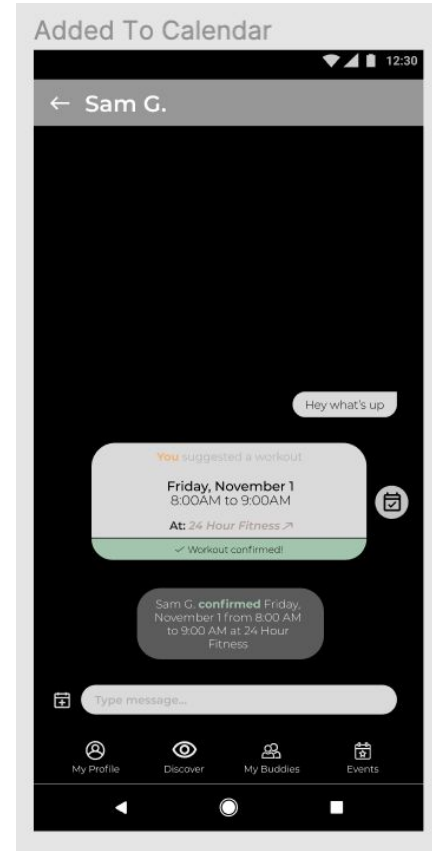 Added To Calendar
12:30
← Sam G.
Hey what's up
You suggested a workout
Friday, November 1
8:00AM to 9:00AM
At: 24 Hour Fitness ↗
✓ Workout confirmed!
Sam G. confirmed Friday,
November 1 from 8:00 AM
to 9:00 AM at 24 Hour
Fitness
Type message...
My Profile Discover My Buddies Events